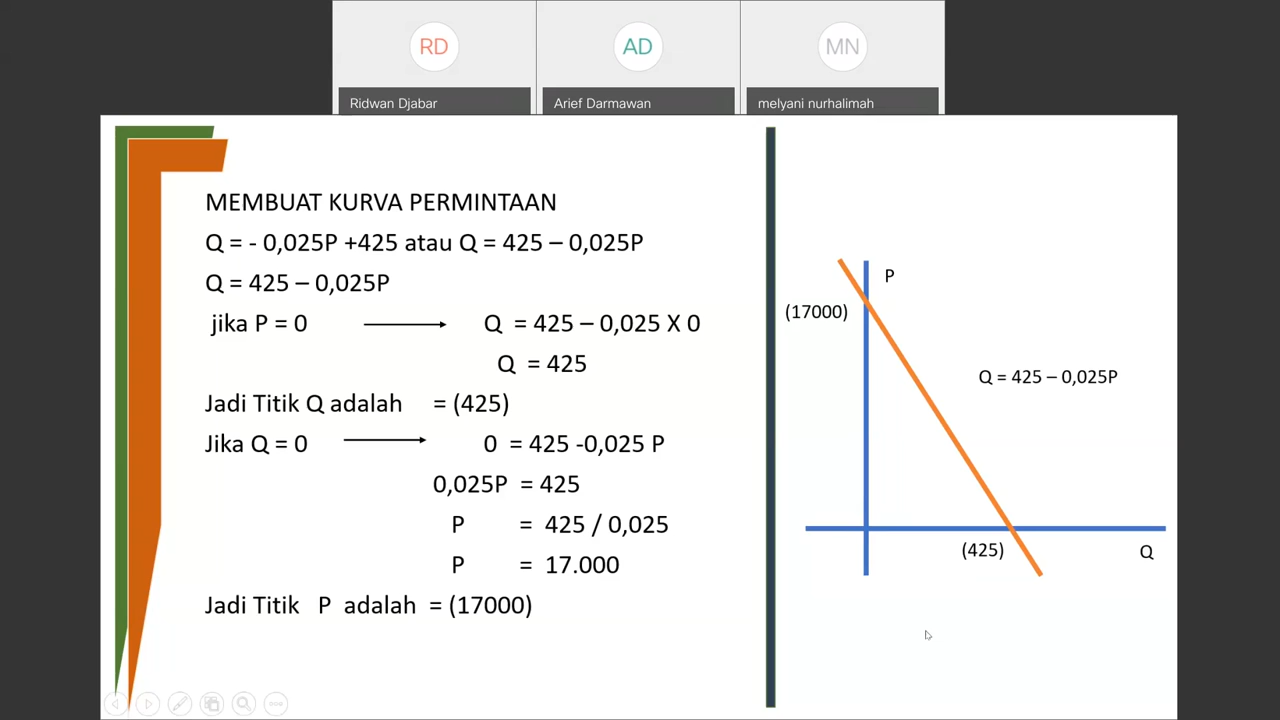 RD
AD
MN
Ridwan Djabar
Arief Darmawan
melyani nurhalimah
MEMBUAT KURVA PERMINTAAN
Q = - 0,025P +425 atau Q = 425 – 0,025P
Q = 425 – 0,025P
jika P = 0 → Q = 425 – 0,025 X 0
Q = 425
Jadi Titik Q adalah = (425)
Jika Q = 0 → 0 = 425 -0,025 P
0,025P = 425
P = 425 / 0,025
P = 17.000
Jadi Titik P adalah = (17000)
P
(17000)
Q = 425 – 0,025P
(425)
Q